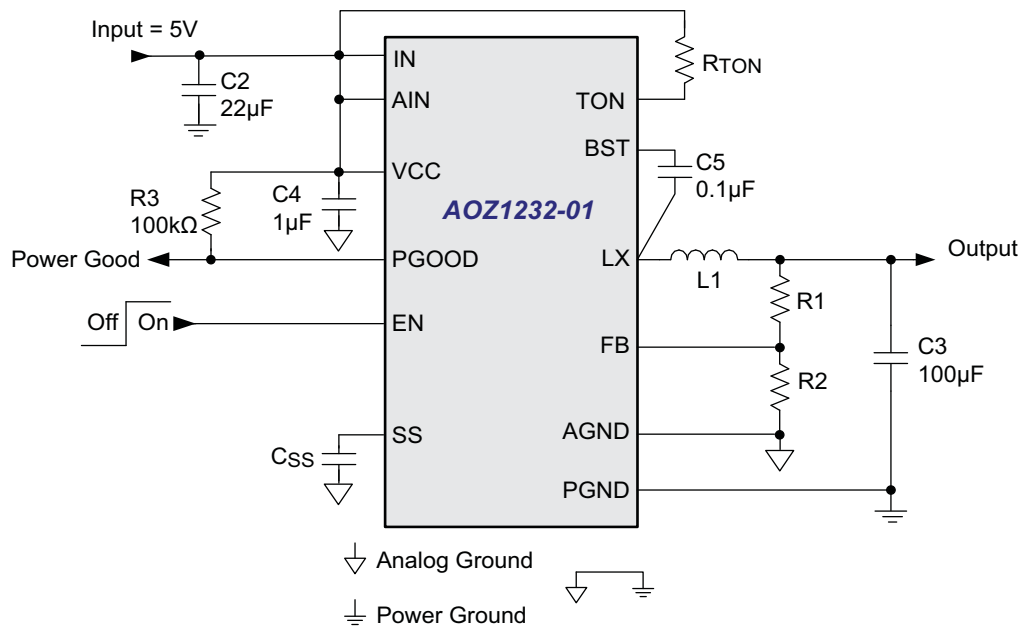 Input = 5V
C2
22µF
IN
AIN
VCC
R3
100kΩ
C4
1µF
Power Good
PGOOD
Off
On
EN
SS
CSS
AOZ1232-01
RTON
TON
BST
C5
0.1µF
LX
L1
Output
R1
FB
R2
C3
100µF
AGND
PGND
Analog Ground
Power Ground